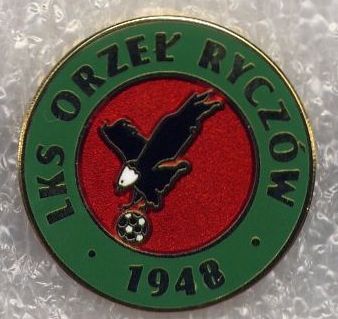 LKS ORZEŁ RYCZÓW
· 1948 ·